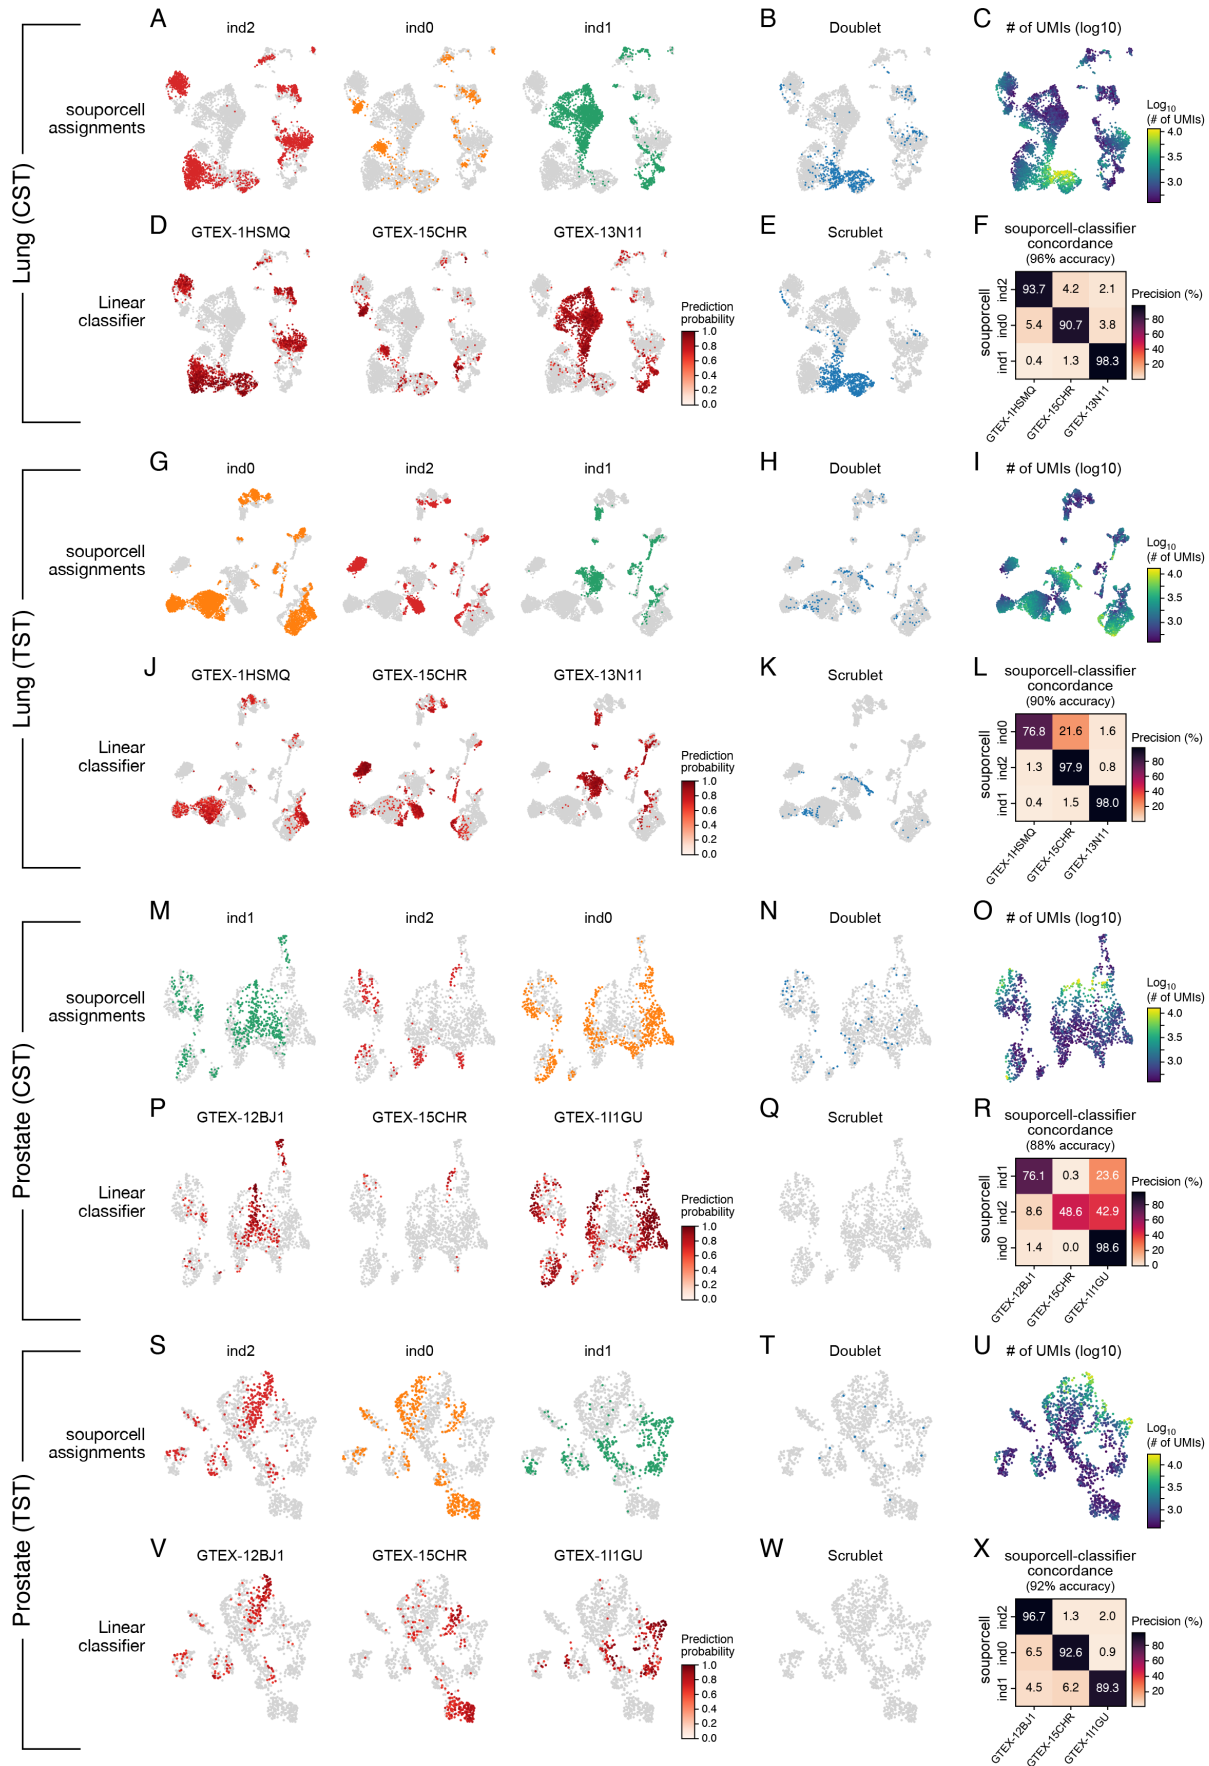 Lung (CST)
souporcell
assignments
A
ind2
ind0
ind1
B
Doublet
C
# of UMIs (log10)
Log10
(# of UMIs)
4.0
3.5
3.0
Linear
classifier
D
GTEX-1HSMQ
GTEX-15CHR
GTEX-13N11
Prediction
probability
1.0
0.8
0.6
0.4
0.2
0.0
E
Scrublet
F
souporcell-classifier
concordance
(96% accuracy)
souporcell
ind2
93.7 4.2 2.1
ind0
5.4 90.7 3.8
ind1
0.4 1.3 98.3
GTEX-1HSMQ
GTEX-15CHR
GTEX-13N11
Precision (%)
80
60
40
20
Lung (TST)
souporcell
assignments
G
ind0
ind2
ind1
H
Doublet
I
# of UMIs (log10)
Log10
(# of UMIs)
4.0
3.5
3.0
Linear
classifier
J
GTEX-1HSMQ
GTEX-15CHR
GTEX-13N11
Prediction
probability
1.0
0.8
0.6
0.4
0.2
0.0
K
Scrublet
L
souporcell-classifier
concordance
(90% accuracy)
souporcell
ind0
76.8 21.6 1.6
ind2
1.3 97.9 0.8
ind1
0.4 1.5 98.0
GTEX-1HSMQ
GTEX-15CHR
GTEX-13N11
Precision (%)
80
60
40
20
Prostate (CST)
souporcell
assignments
M
ind1
ind2
ind0
N
Doublet
O
# of UMIs (log10)
Log10
(# of UMIs)
4.0
3.5
3.0
Linear
classifier
P
GTEX-12BJ1
GTEX-15CHR
GTEX-1I1GU
Prediction
probability
1.0
0.8
0.6
0.4
0.2
0.0
Q
Scrublet
R
souporcell-classifier
concordance
(88% accuracy)
souporcell
ind1
76.1 0.3 23.6
ind2
8.6 48.6 42.9
ind0
1.4 0.0 98.6
GTEX-12BJ1
GTEX-15CHR
GTEX-1I1GU
Precision (%)
80
60
40
20
0
Prostate (TST)
souporcell
assignments
S
ind2
ind0
ind1
T
Doublet
U
# of UMIs (log10)
Log10
(# of UMIs)
4.0
3.5
3.0
Linear
classifier
V
GTEX-12BJ1
GTEX-15CHR
GTEX-1I1GU
Prediction
probability
1.0
0.8
0.6
0.4
0.2
0.0
W
Scrublet
X
souporcell-classifier
concordance
(92% accuracy)
souporcell
ind2
96.7 1.3 2.0
ind0
6.5 92.6 0.9
ind1
4.5 6.2 89.3
GTEX-12BJ1
GTEX-15CHR
GTEX-1I1GU
Precision (%)
80
60
40
20